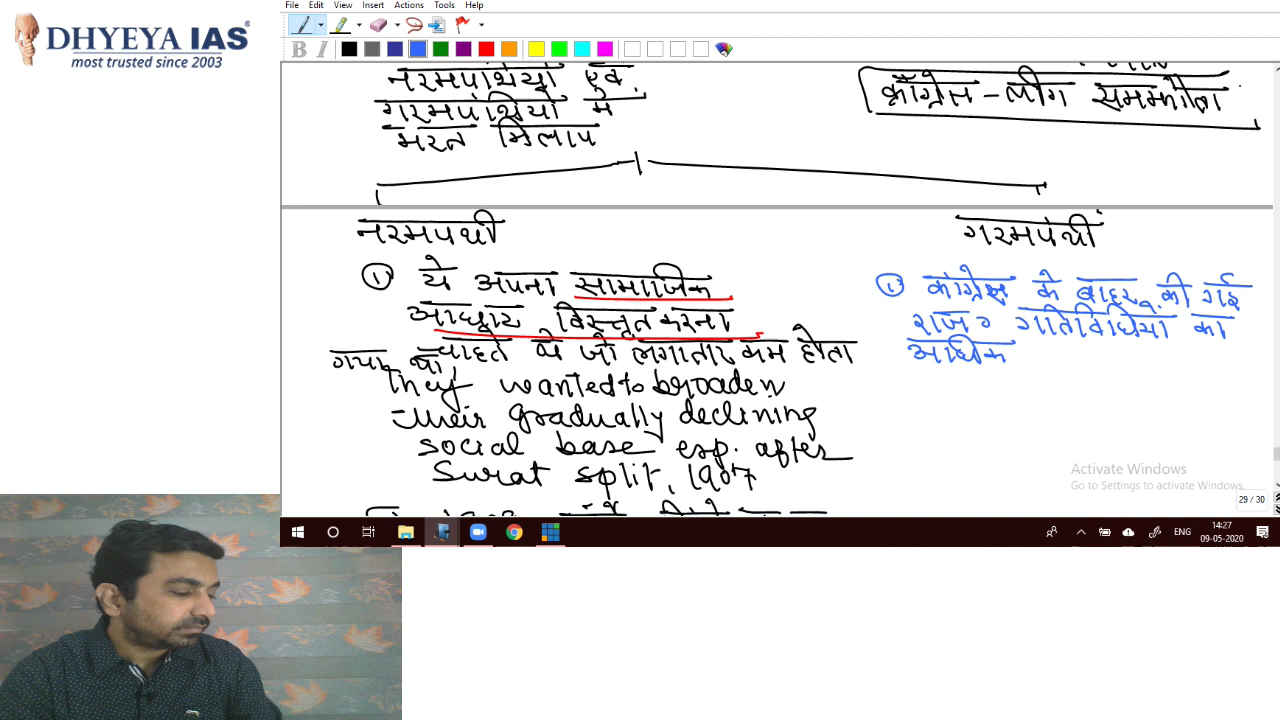 DHYEYA IAS®
most trusted since 2003
File Edit View Insert Actions Tools Help
B I
नरमपंथियों एवं
गरमपंथियों में
भरत मिलाप
कांग्रेस - लीग समझौता
नरमपंथी
① ये अपना सामाजिक
आधार विस्तृत करना
चाहते थे जो लगातार कम होता
गया था।
They wanted to broaden
their gradually declining
social base esp. after
Surat split, 1907
गरमपंथी
① कांग्रेस के बाहर की गई
राज० गतिविधियों का
अधिक
Activate Windows
Go to Settings to activate Windows.
29 / 30
ENG
14:27
09-05-2020